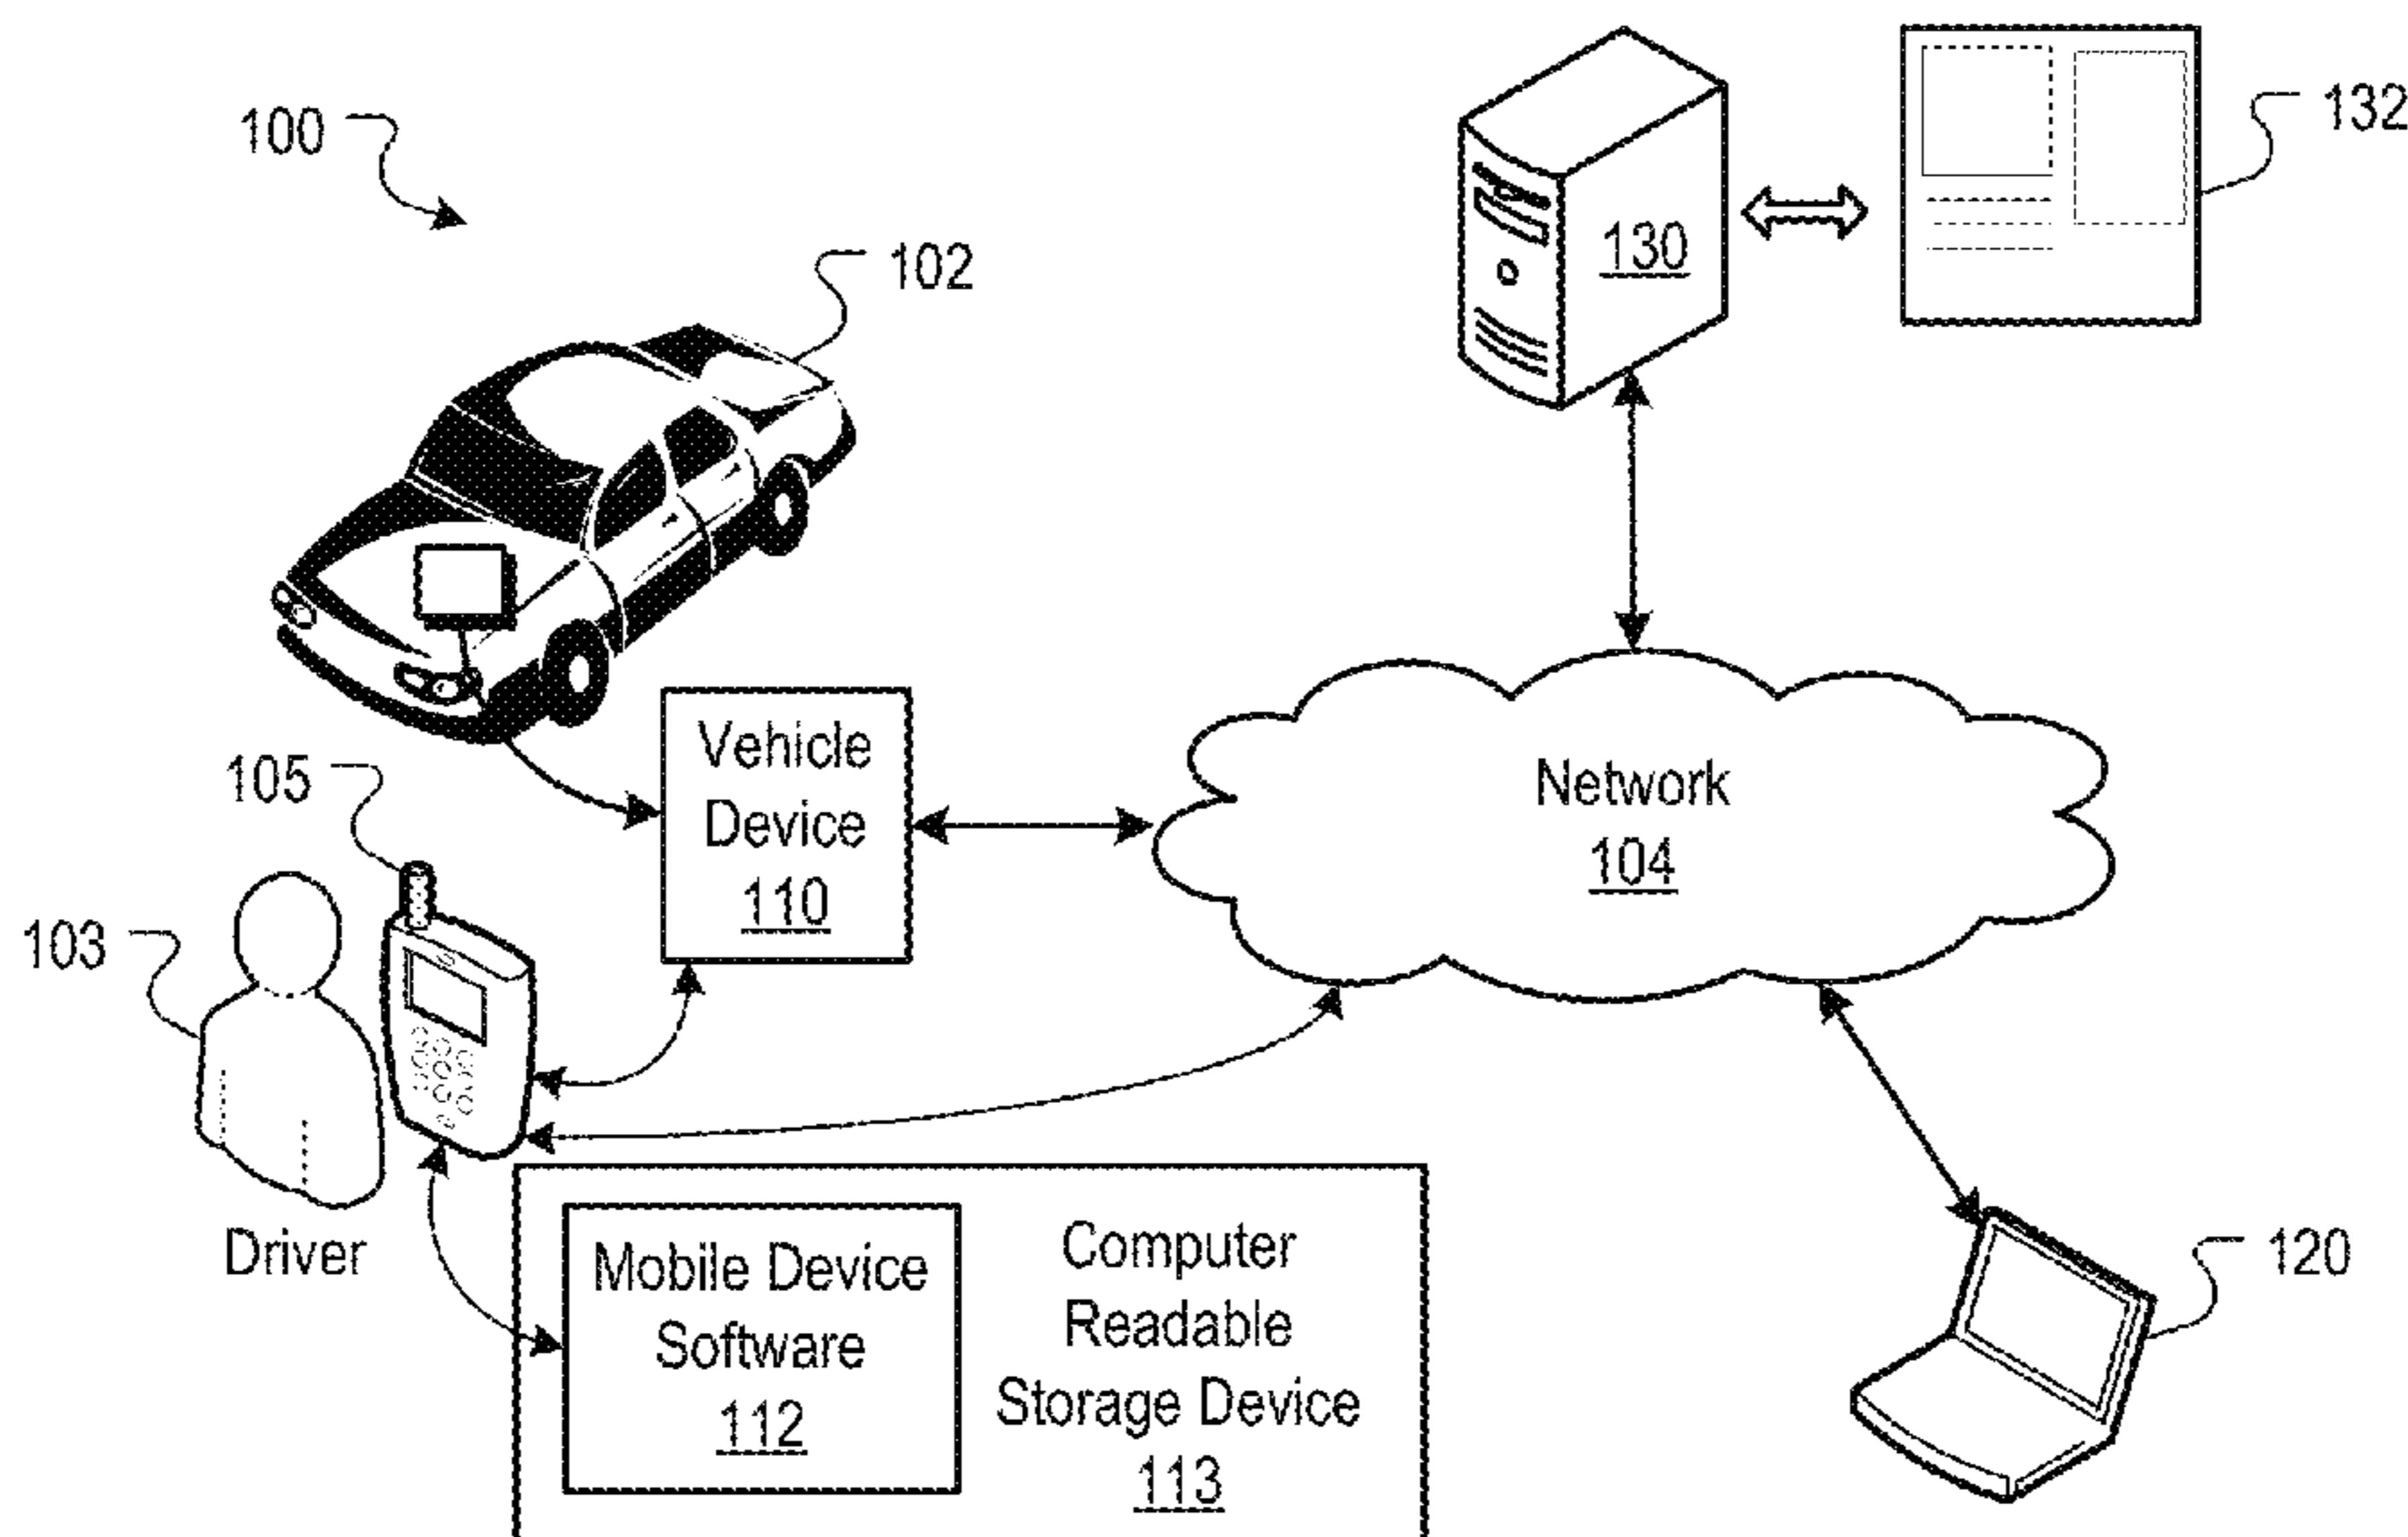 100
132
130
102
Vehicle
Device
110
105
Network
104
103
Driver
Mobile Device
Software
112
Computer
Readable
Storage Device
113
120